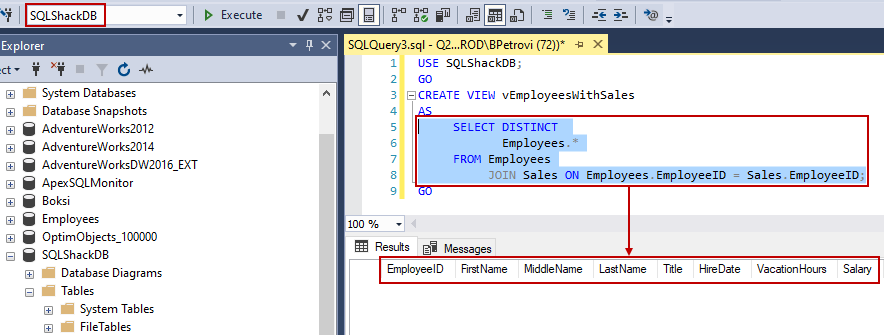 SQLShackDB
Execute
Explorer
ect
System Databases
Database Snapshots
AdventureWorks2012
AdventureWorks2014
AdventureWorksDW2016_EXT
ApexSQLMonitor
Boksi
Employees
OptimObjects_100000
SQLShackDB
Database Diagrams
Tables
System Tables
FileTables
SQLQuery3.sql - Q2...ROD\BPetrovi (72))*
1 USE SQLShackDB;
2 GO
3 CREATE VIEW vEmployeesWithSales
4 AS
5 SELECT DISTINCT
6 Employees.*
7 FROM Employees
8 JOIN Sales ON Employees.EmployeeID = Sales.EmployeeID;
9 GO
100 %
Results Messages
EmployeeID FirstName MiddleName LastName Title HireDate VacationHours Salary